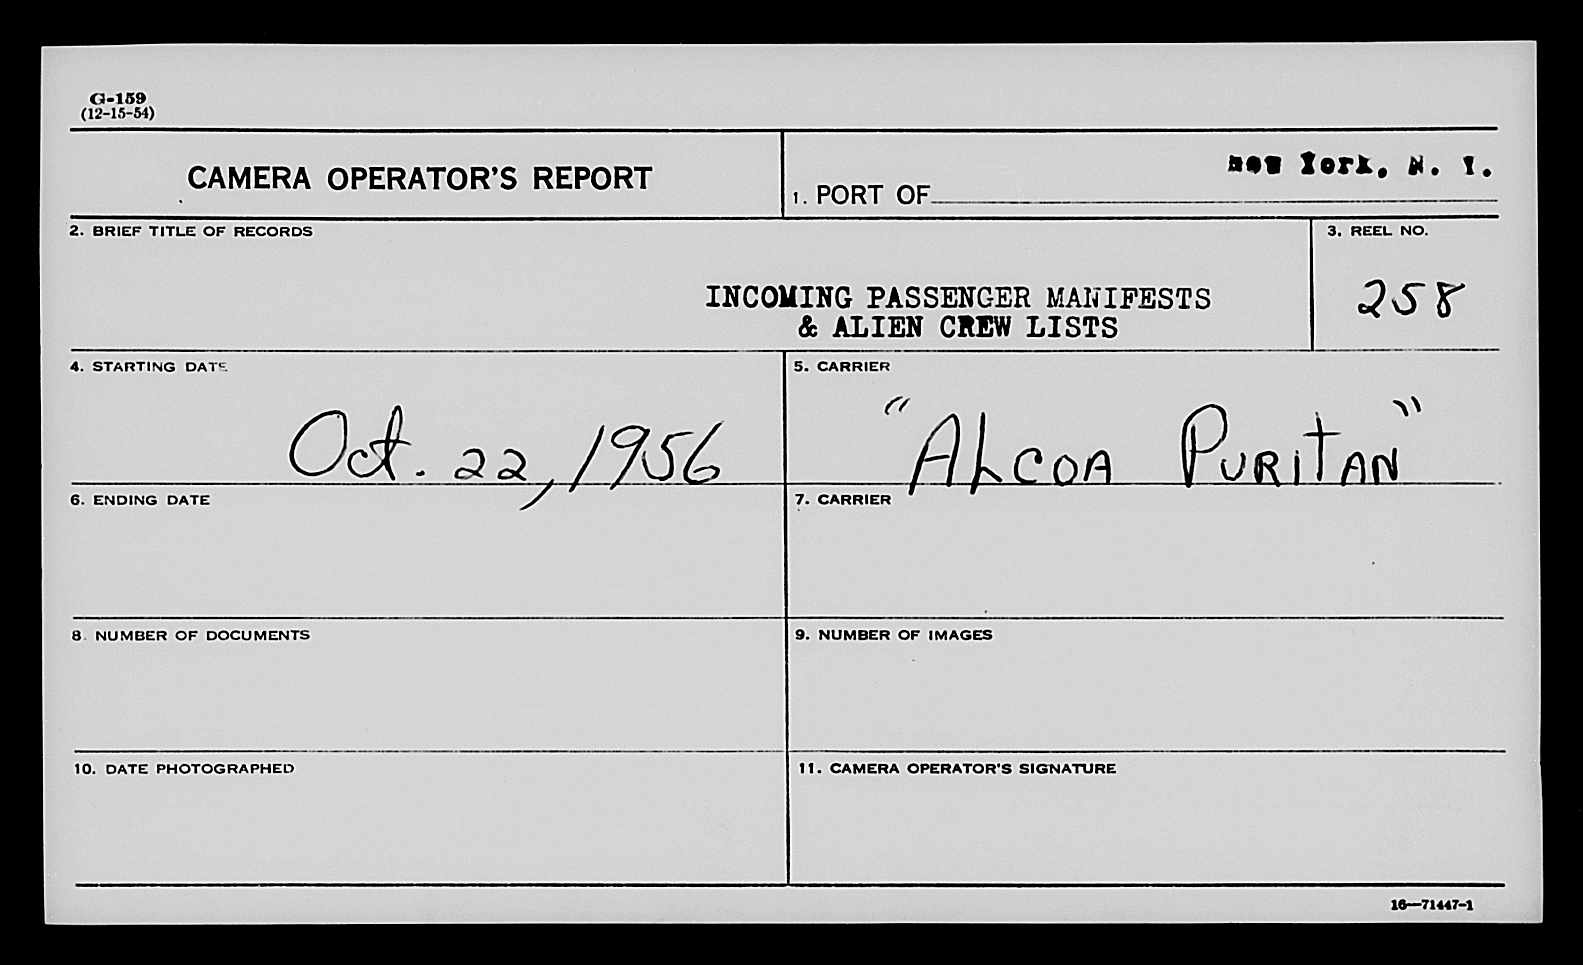 G-159
(12-15-54)
CAMERA OPERATOR'S REPORT
1. PORT OF New York, N. Y.
2. BRIEF TITLE OF RECORDS
INCOMING PASSENGER MANIFESTS
& ALIEN CREW LISTS
3. REEL NO.
258
4. STARTING DATE
Oct. 22, 1956
5. CARRIER
"ALCOA PURITAN"
6. ENDING DATE
7. CARRIER
8. NUMBER OF DOCUMENTS
9. NUMBER OF IMAGES
10. DATE PHOTOGRAPHED
11. CAMERA OPERATOR'S SIGNATURE
16—71447-1